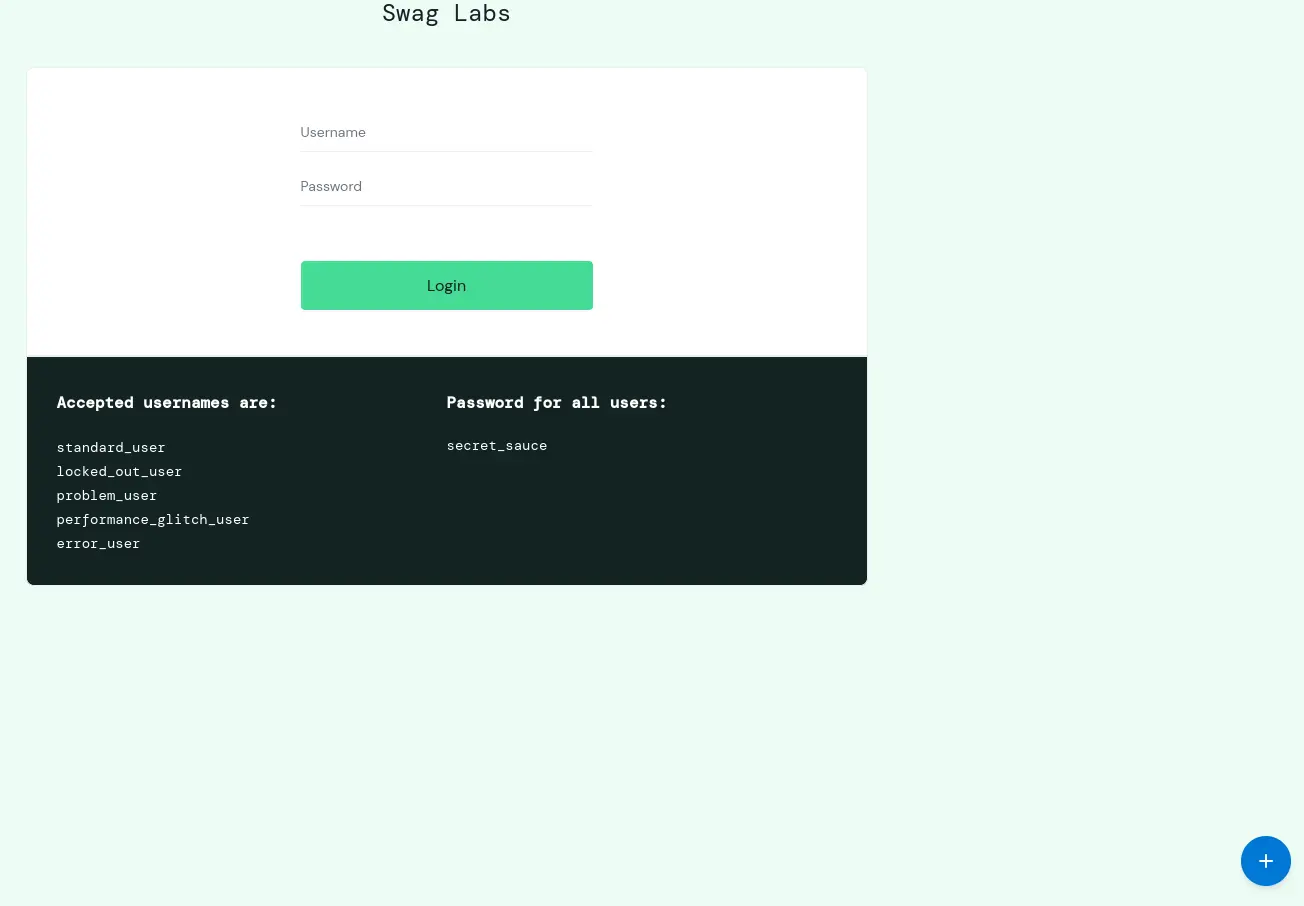 Swag Labs
Username
Password
Login
Accepted usernames are:
standard_user
locked_out_user
problem_user
performance_glitch_user
error_user
Password for all users:
secret_sauce